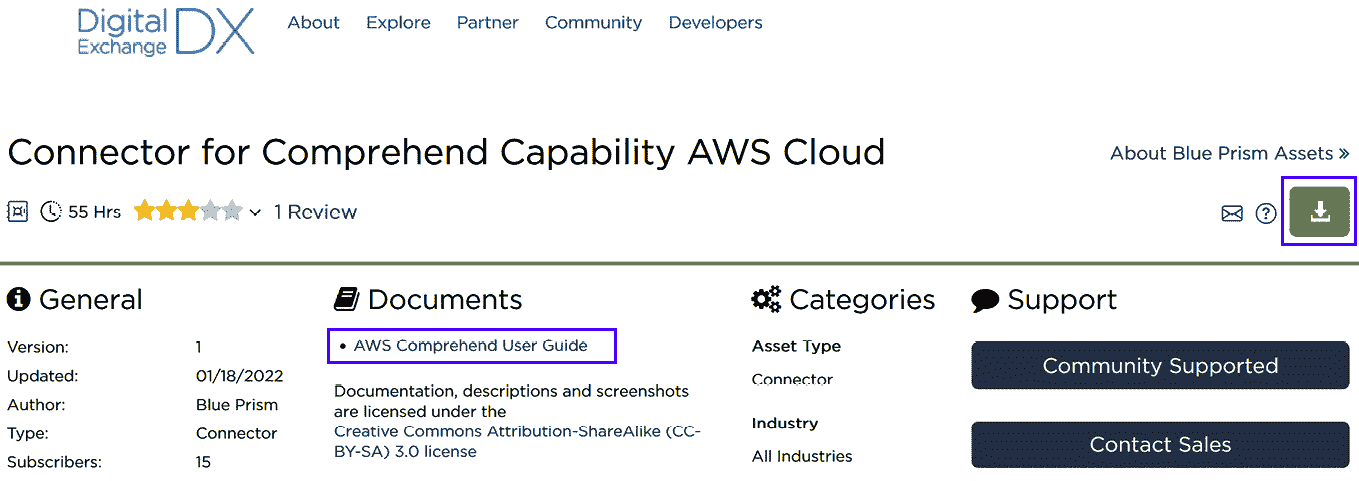 Digital Exchange DX
About Explore Partner Community Developers
Connector for Comprehend Capability AWS Cloud
About Blue Prism Assets »
55 Hrs 1 Review
General
Version: 1
Updated: 01/18/2022
Author: Blue Prism
Type: Connector
Subscribers: 15
Documents
• AWS Comprehend User Guide
Documentation, descriptions and screenshots
are licensed under the
Creative Commons Attribution-ShareAlike (CC-
BY-SA) 3.0 license
Categories
Asset Type
Connector
Industry
All Industries
Support
Community Supported
Contact Sales